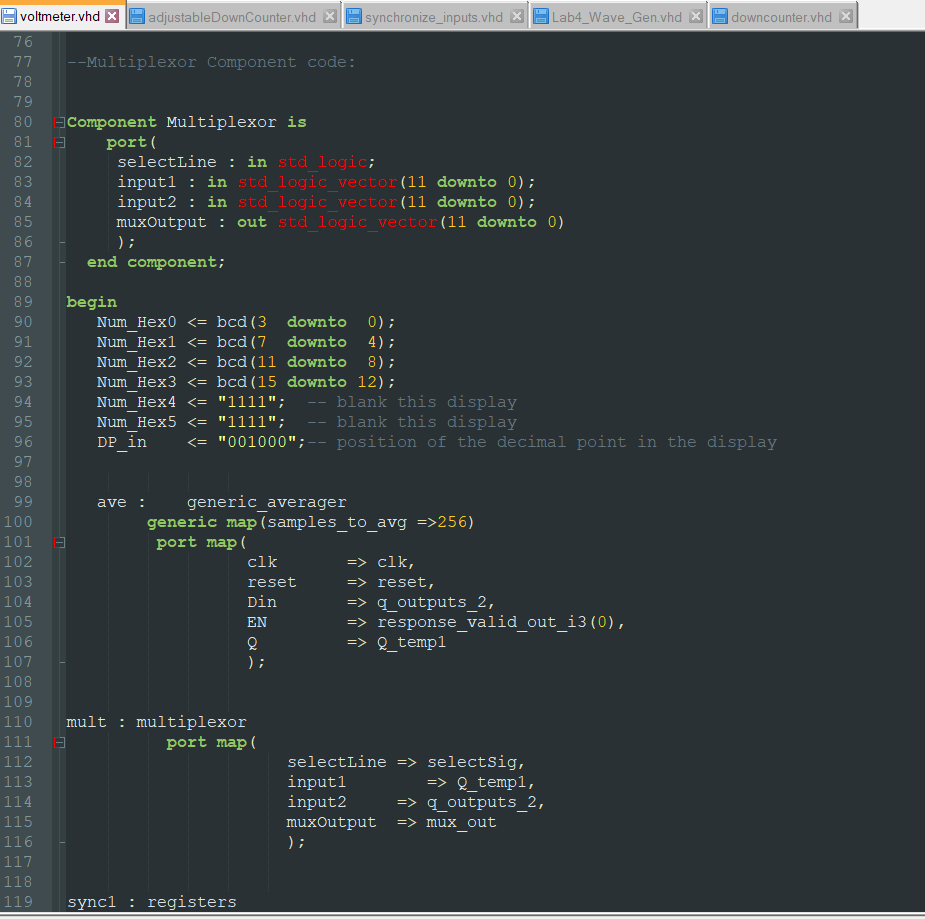 voltmeter.vhd adjustableDownCounter.vhd synchronize_inputs.vhd Lab4_Wave_Gen.vhd downcounter.vhd
76
77 --Multiplexor Component code:
78
79
80 Component Multiplexor is
81 port(
82 selectLine : in std_logic;
83 input1 : in std_logic_vector(11 downto 0);
84 input2 : in std_logic_vector(11 downto 0);
85 muxOutput : out std_logic_vector(11 downto 0)
86 );
87 end component;
88
89 begin
90 Num_Hex0 <= bcd(3 downto 0);
91 Num_Hex1 <= bcd(7 downto 4);
92 Num_Hex2 <= bcd(11 downto 8);
93 Num_Hex3 <= bcd(15 downto 12);
94 Num_Hex4 <= "1111"; -- blank this display
95 Num_Hex5 <= "1111"; -- blank this display
96 DP_in <= "001000";-- position of the decimal point in the display
97
98
99 ave : generic_averager
100 generic map(samples_to_avg =>256)
101 port map(
102 clk => clk,
103 reset => reset,
104 Din => q_outputs_2,
105 EN => response_valid_out_i3(0),
106 Q => Q_temp1
107 );
108
109
110 mult : multiplexor
111 port map(
112 selectLine => selectSig,
113 input1 => Q_temp1,
114 input2 => q_outputs_2,
115 muxOutput => mux_out
116 );
117
118
119 sync1 : registers